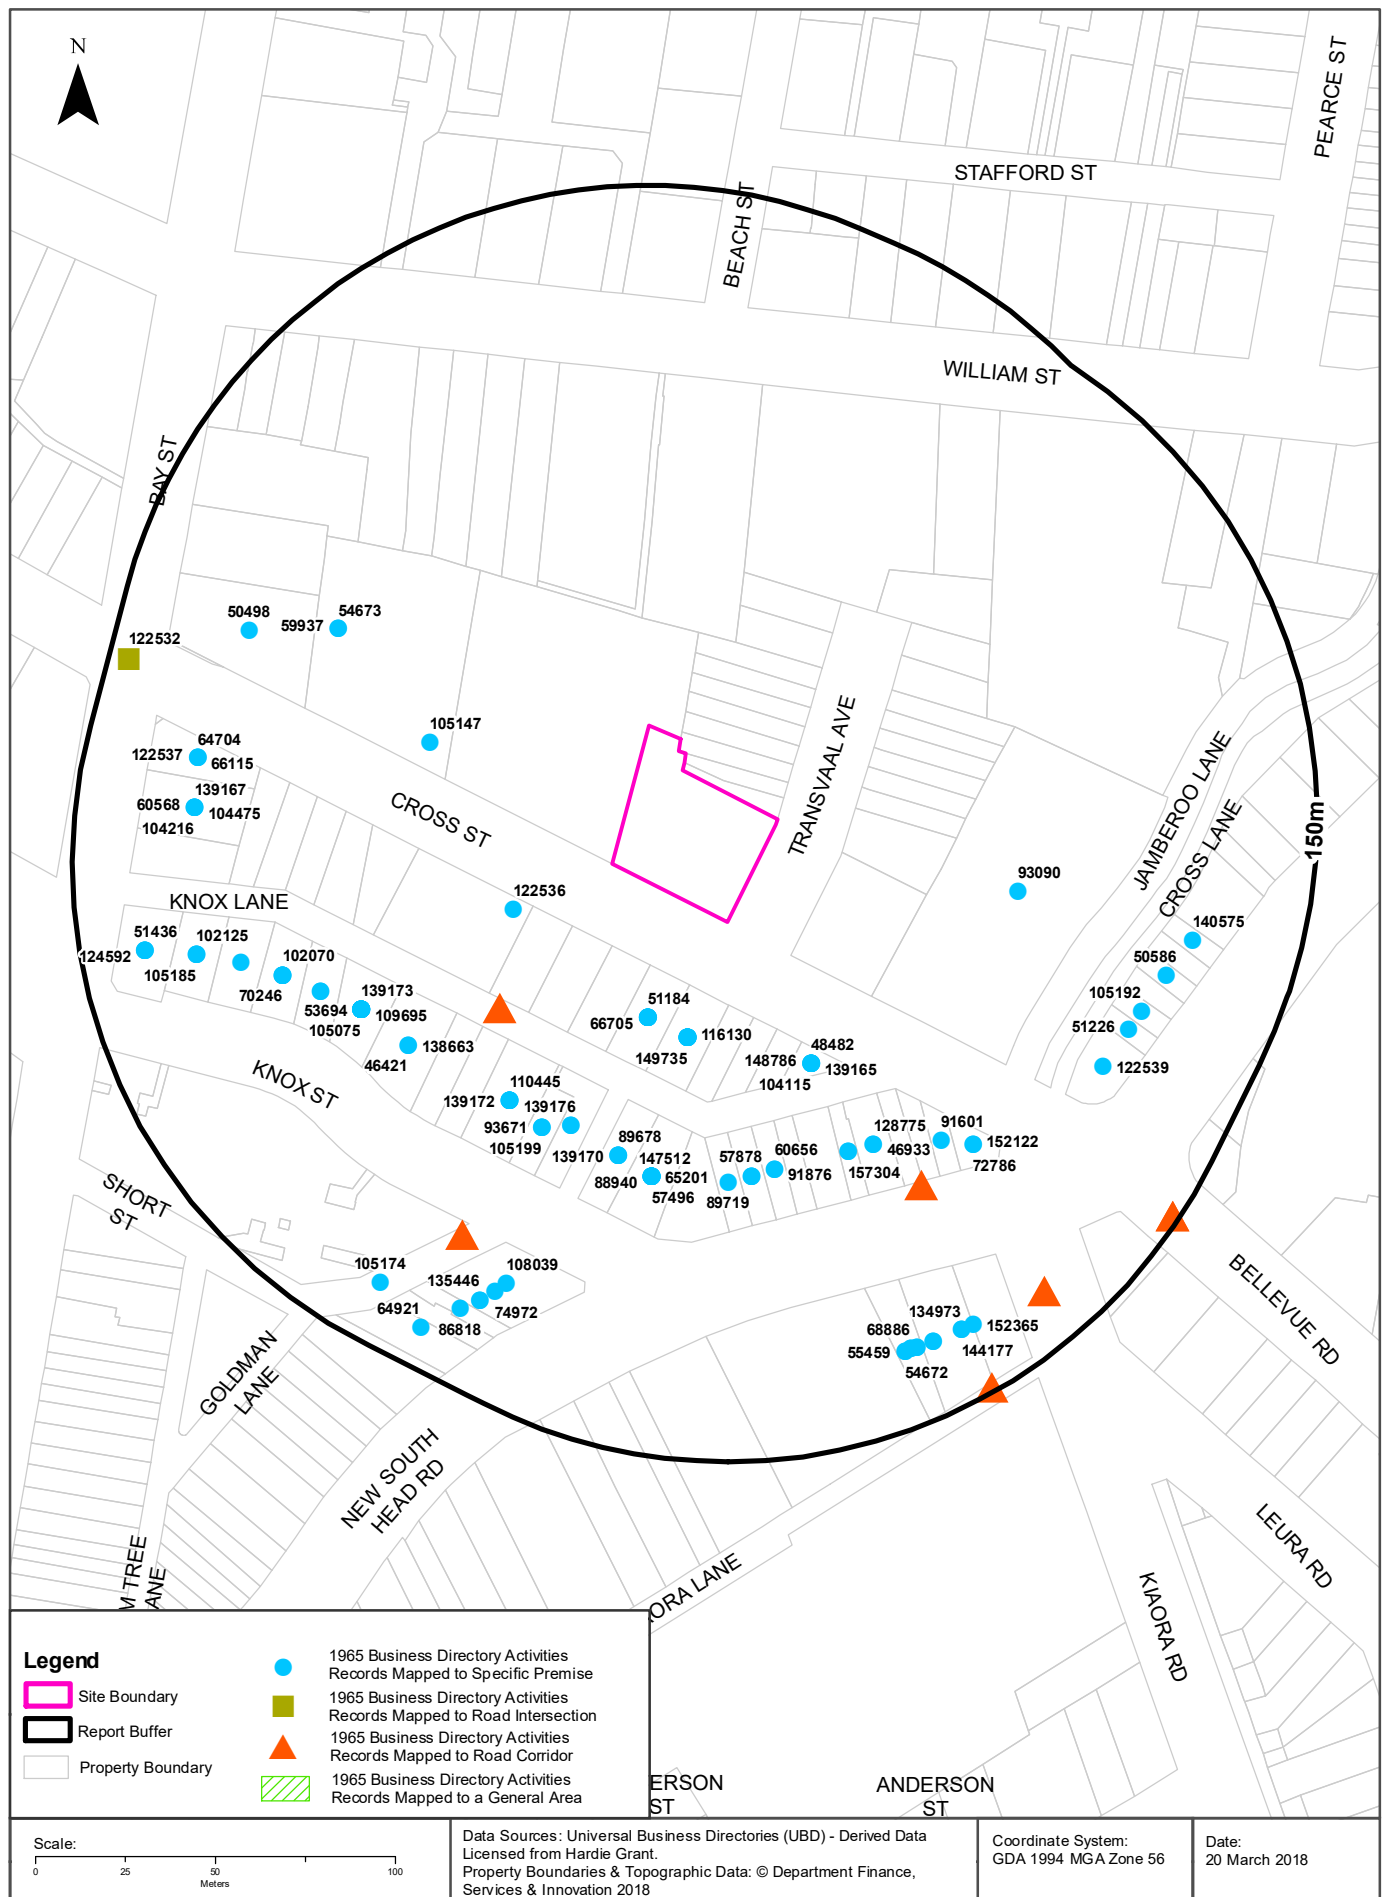 N
PEARCE ST
STAFFORD ST
BEACH ST
WILLIAM ST
BAY ST
50498
59937
54673
122532
105147
64704
122537
66115
139167
60568
104475
104216
CROSS ST
TRANSVAAL AVE
JAMBEROO LANE
CROSS LANE
150m
93090
KNOX LANE
122536
51436
102125
124592
105185
102070
70246
139173
53694
109695
105075
138663
46421
140575
50586
105192
51226
122539
51184
66705
116130
149735
48482
148786
139165
104115
KNOX ST
110445
139172
139176
93671
105199
139170
89678
147512
88940
65201
57496
57878
60656
91876
89719
128775
46933
157304
91601
152122
72786
SHORT
ST
105174
108039
135446
64921
74972
86818
134973
68886
152365
55459
144177
54672
BELLEVUE RD
GOLDMAN
LANE
NEW SOUTH
HEAD RD
LEURA RD
KIAORA RD
M TREE
ANE
ORA LANE
ERSON
ST
ANDERSON
ST
Legend
Site Boundary
Report Buffer
Property Boundary
1965 Business Directory Activities
Records Mapped to Specific Premise
1965 Business Directory Activities
Records Mapped to Road Intersection
1965 Business Directory Activities
Records Mapped to Road Corridor
1965 Business Directory Activities
Records Mapped to a General Area
Scale:
0 25 50 100
Meters
Data Sources: Universal Business Directories (UBD) - Derived Data
Licensed from Hardie Grant.
Property Boundaries & Topographic Data: © Department Finance,
Services & Innovation 2018
Coordinate System:
GDA 1994 MGA Zone 56
Date:
20 March 2018